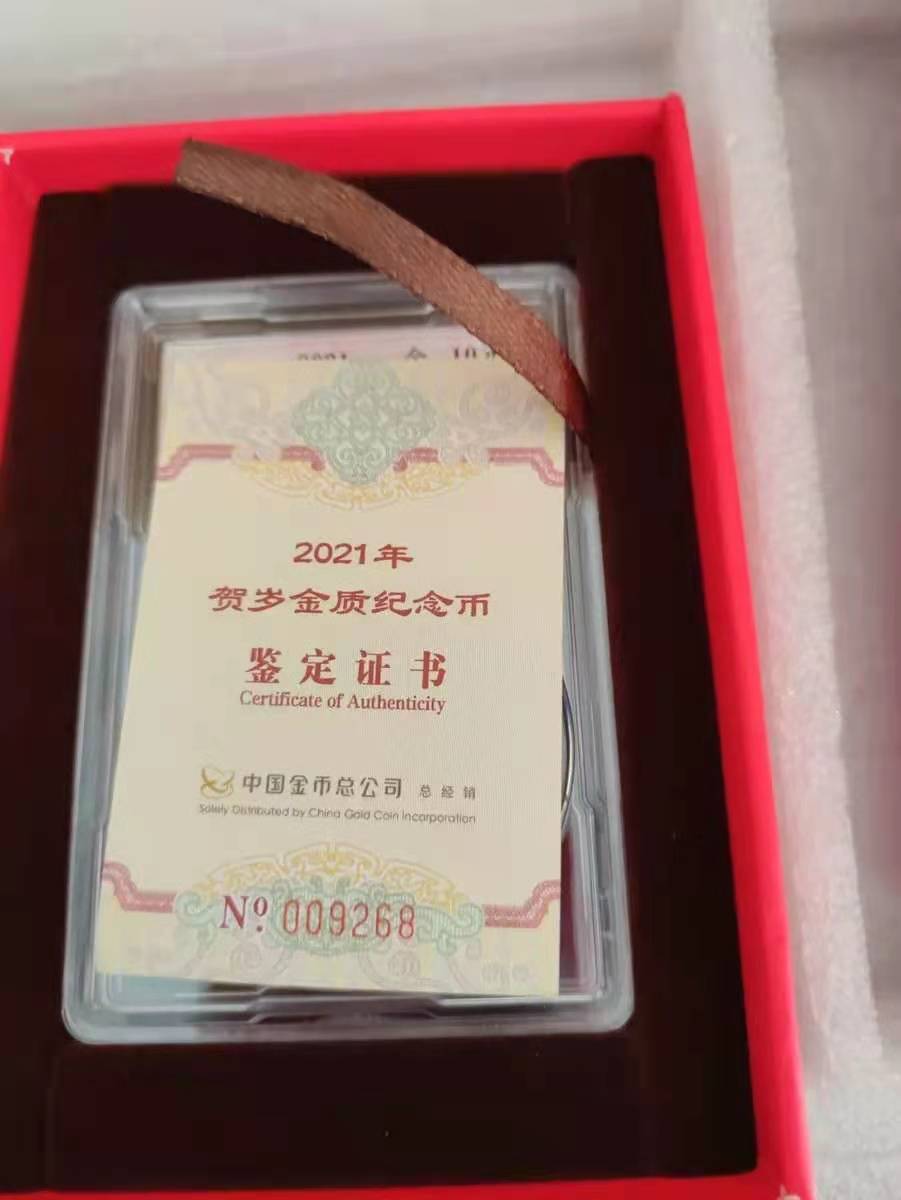 2021年
贺岁金质纪念币
鉴定证书
Certificate of Authenticity
中国金币总公司 总经销
Solely Distributed by China Gold Coin Incorporation
Nº 009268